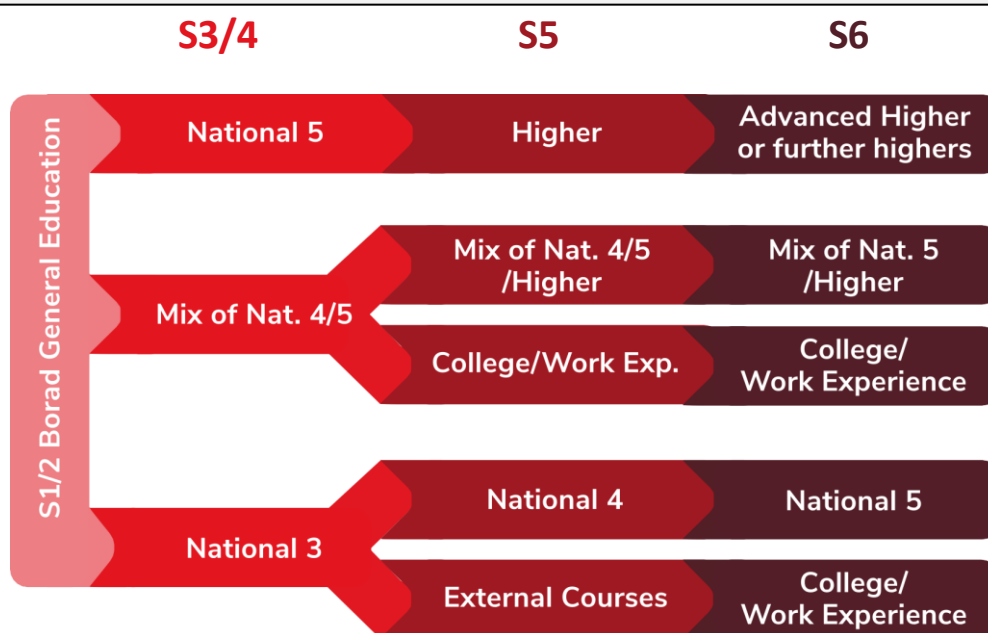 S3/4
S5
S6
S1/2 Borad General Education
National 5
Higher
Advanced Higher
or further highers
Mix of Nat. 4/5
Mix of Nat. 4/5
/Higher
Mix of Nat. 5
/Higher
College/Work Exp.
College/
Work Experience
National 3
National 4
National 5
External Courses
College/
Work Experience